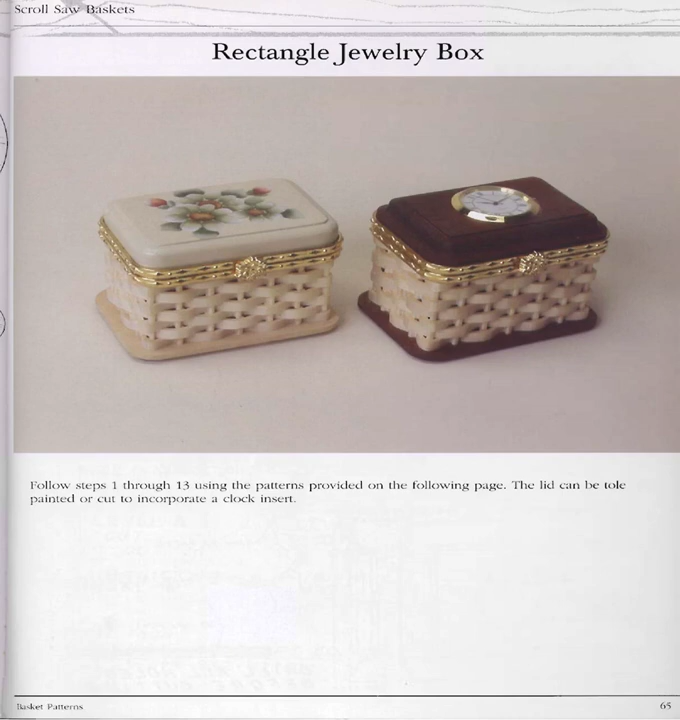 Scroll Saw Baskets
Rectangle Jewelry Box
Follow steps 1 through 13 using the patterns provided on the following page. The lid can be tole
painted or cut to incorporate a clock insert.
Basket Patterns
65